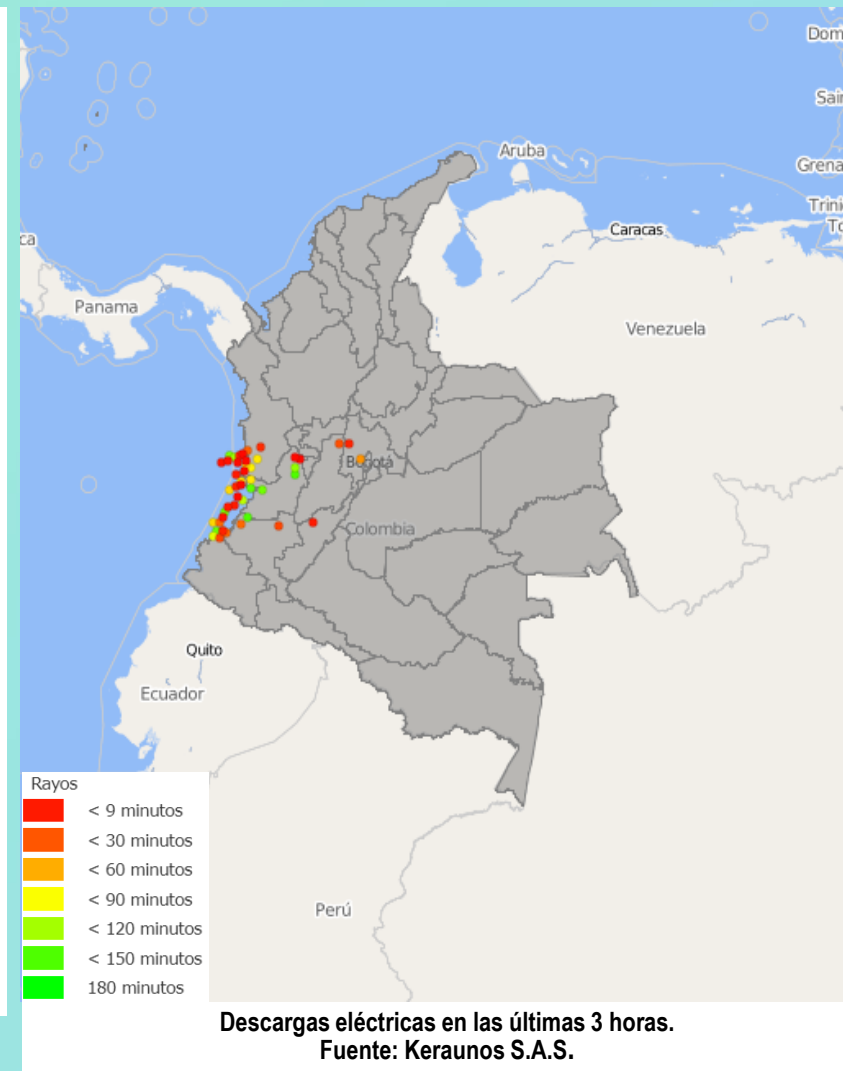 Dom
Sai
Aruba
Grena
Trini
To
Caracas
ca
Panama
Venezuela
Bogotá
Colombia
Quito
Ecuador
Rayos
< 9 minutos
< 30 minutos
< 60 minutos
< 90 minutos
< 120 minutos
< 150 minutos
180 minutos
Perú
Descargas eléctricas en las últimas 3 horas.
Fuente: Keraunos S.A.S.